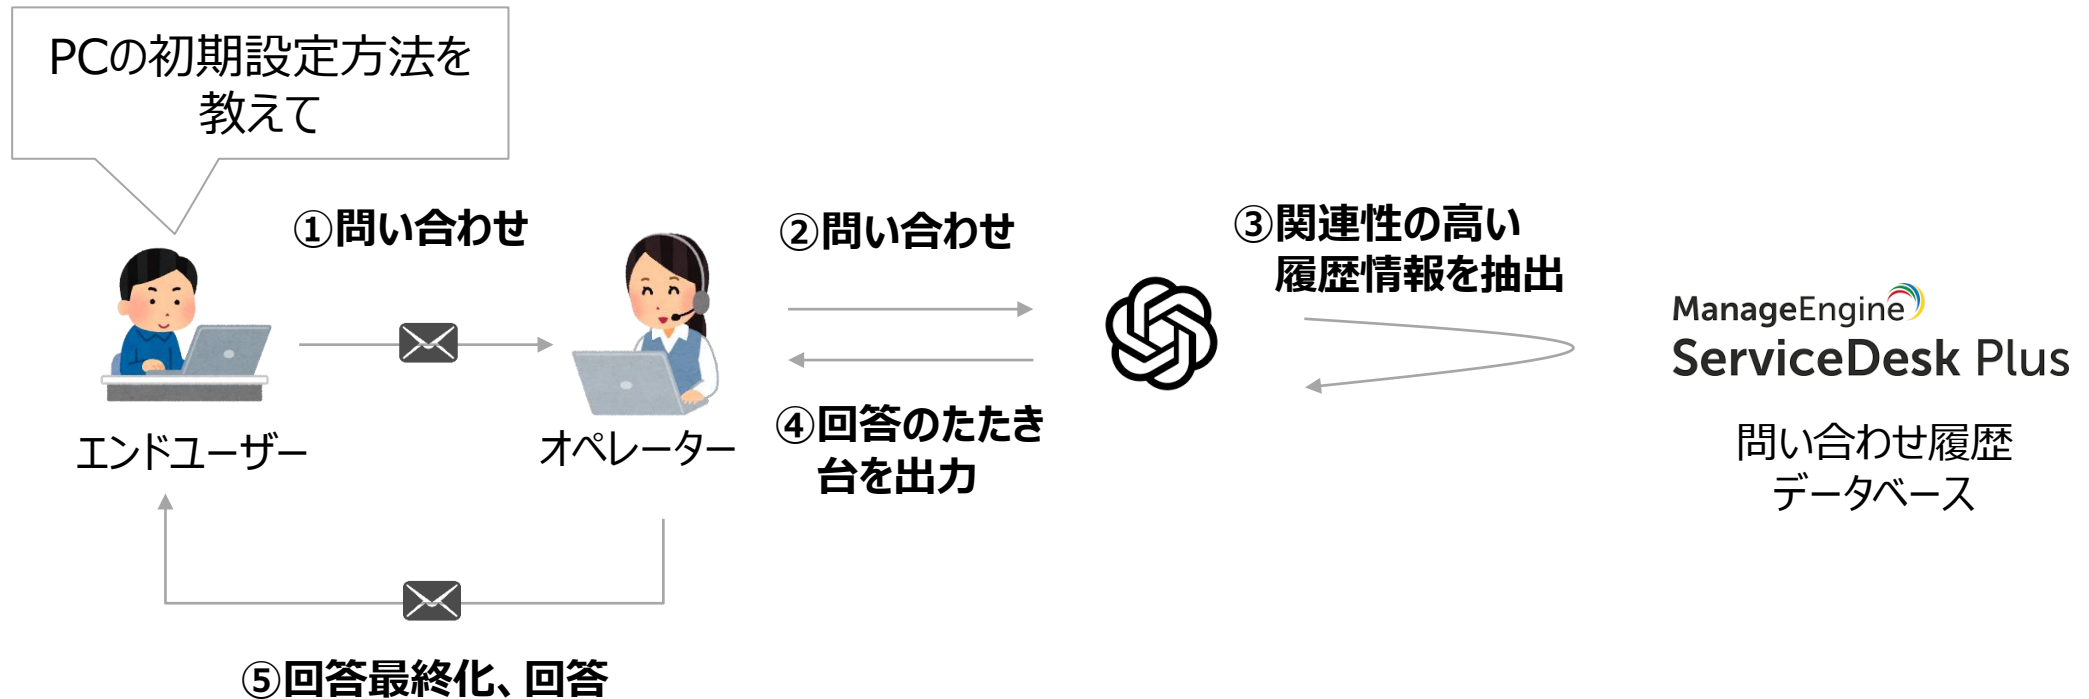 PCの初期設定方法を
教えて
①問い合わせ
②問い合わせ
③関連性の高い
履歴情報を抽出
ManageEngine
ServiceDesk Plus
問い合わせ履歴
データベース
エンドユーザー
オペレーター
④回答のたたき
台を出力
⑤回答最終化、回答